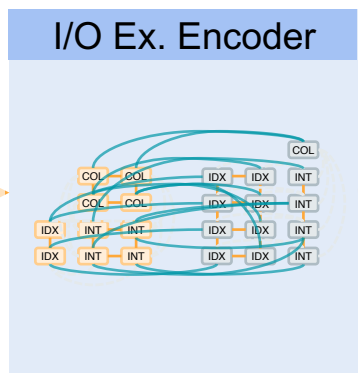 I/O Ex. Encoder
COL
COL COL IDX IDX INT
COL COL IDX IDX INT
IDX INT INT IDX IDX INT
IDX INT INT IDX IDX INT